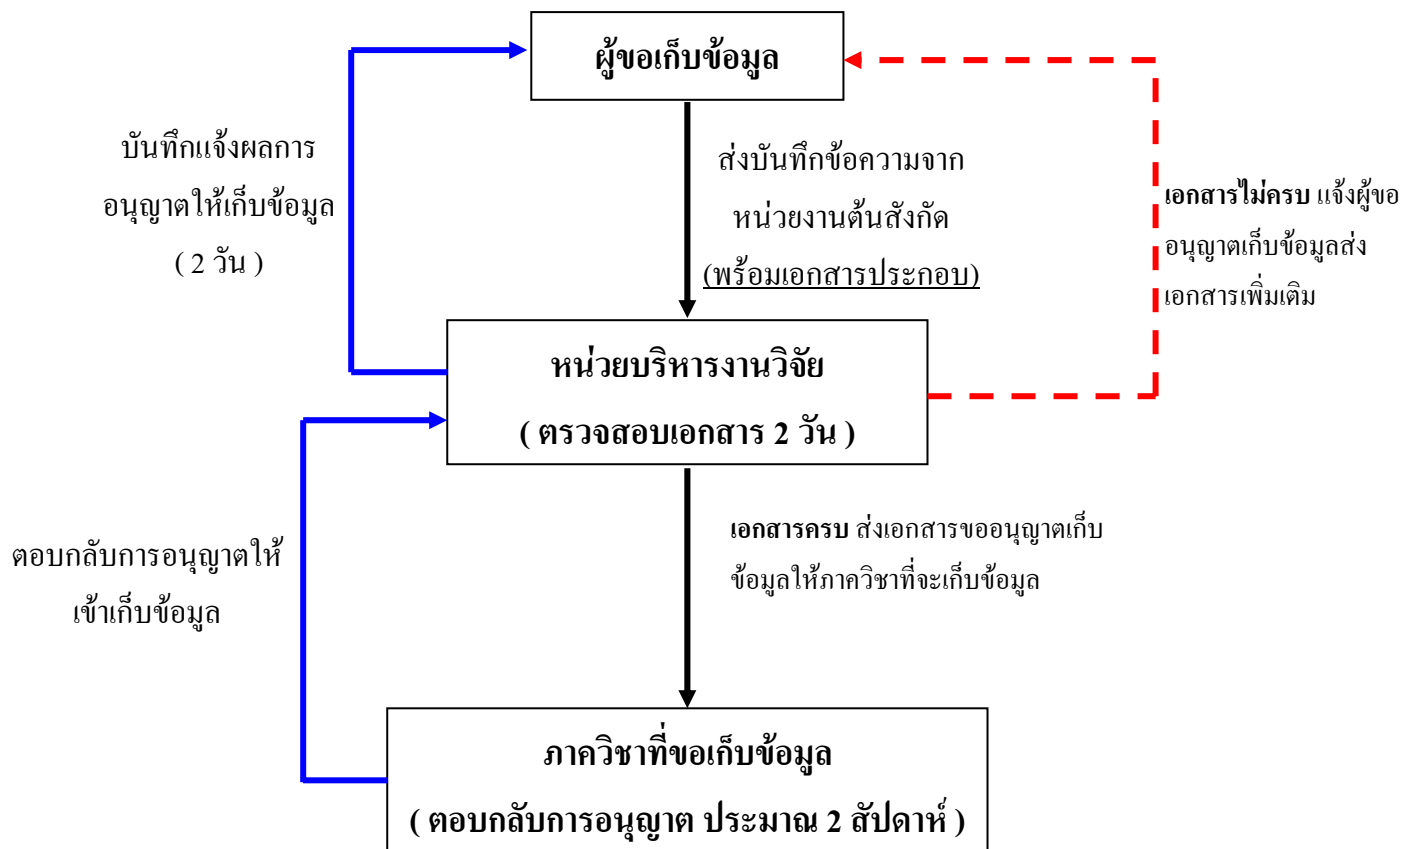 ผู้ขอเก็บข้อมูล
บันทึกแจ้งผลการ
อนุญาตให้เก็บข้อมูล
( 2 วัน )
ส่งบันทึกข้อความจาก
หน่วยงานต้นสังกัด
(พร้อมเอกสารประกอบ)
เอกสารไม่ครบ แจ้งผู้ขอ
อนุญาตเก็บข้อมูลส่ง
เอกสารเพิ่มเติม
หน่วยบริหารงานวิจัย
( ตรวจสอบเอกสาร 2 วัน )
เอกสารครบ ส่งเอกสารขออนุญาตเก็บ
ข้อมูลให้ภาควิชาที่จะเก็บข้อมูล
ตอบกลับการอนุญาตให้
เข้าเก็บข้อมูล
ภาควิชาที่ขอเก็บข้อมูล
( ตอบกลับการอนุญาต ประมาณ 2 สัปดาห์ )